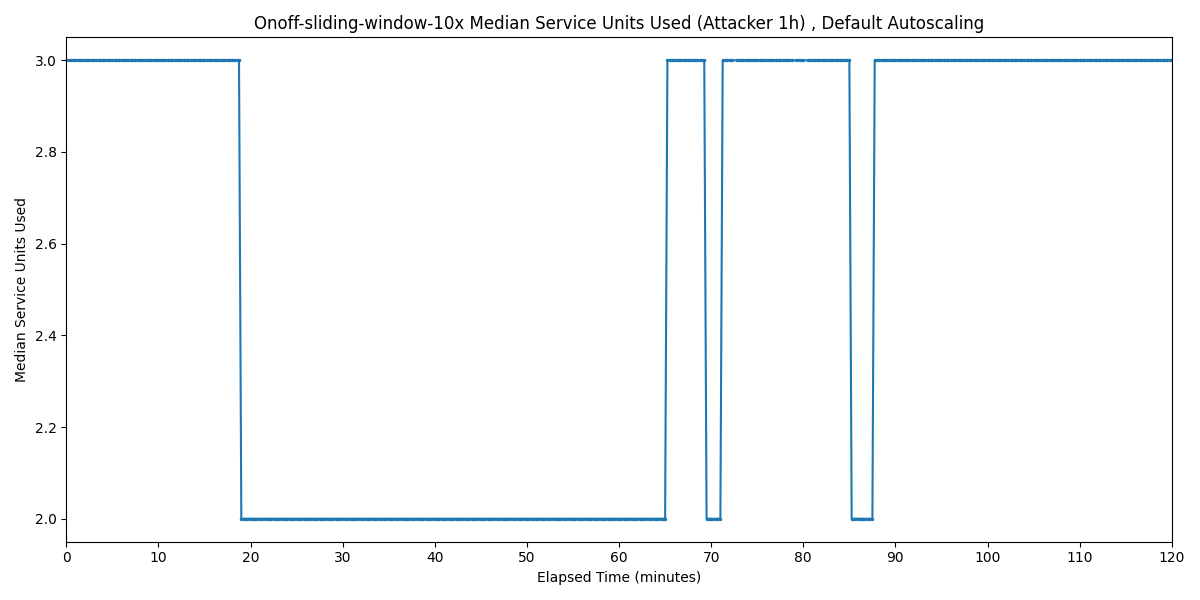 Onoff-sliding-window-10x Median Service Units Used (Attacker 1h) , Default Autoscaling
Median Service Units Used
3.0
2.8
2.6
2.4
2.2
2.0
0 10 20 30 40 50 60 70 80 90 100 110 120
Elapsed Time (minutes)